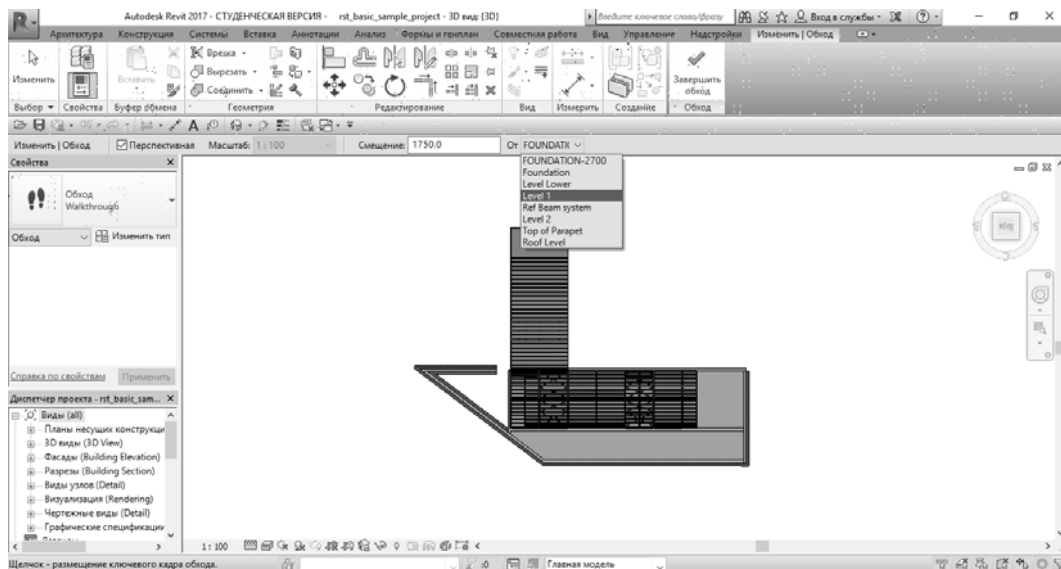 Autodesk Revit 2017 - СТУДЕНЧЕСКАЯ ВЕРСИЯ - rst_basic_sample_project - 3D вид: {3D}
Введите ключевое слово/фразу
Вход в службы
Архитектура Конструкция Системы Вставка Аннотации Анализ Формы и генплан Совместная работа Вид Управление Надстройки Изменить | Обход
Изменить
Вставить
Врезка
Вырезать
Соединить
Завершить
обход
Выбор Свойства Буфер обмена Геометрия Редактирование Вид Измерить Создание Обход
Изменить | Обход Перспективная Масштаб: 1 : 100 Смещение: 1750.0 От FOUNDATK
FOUNDATION-2700
Foundation
Level Lower
Level 1
Ref Beam system
Level 2
Top of Parapet
Roof Level
Свойства
Обход
Walkthrough
Обход Изменить тип
Справка по свойствам Применить
Диспетчер проекта - rst_basic_sam...
Виды (all)
Планы несущих конструкци
3D виды (3D View)
Фасады (Building Elevation)
Разрезы (Building Section)
Виды узлов (Detail)
Визуализация (Rendering)
Чертежные виды (Detail)
Графические спецификации
1 : 100
Щелчок - размещение ключевого кадра обхода.
:0 Главная модель